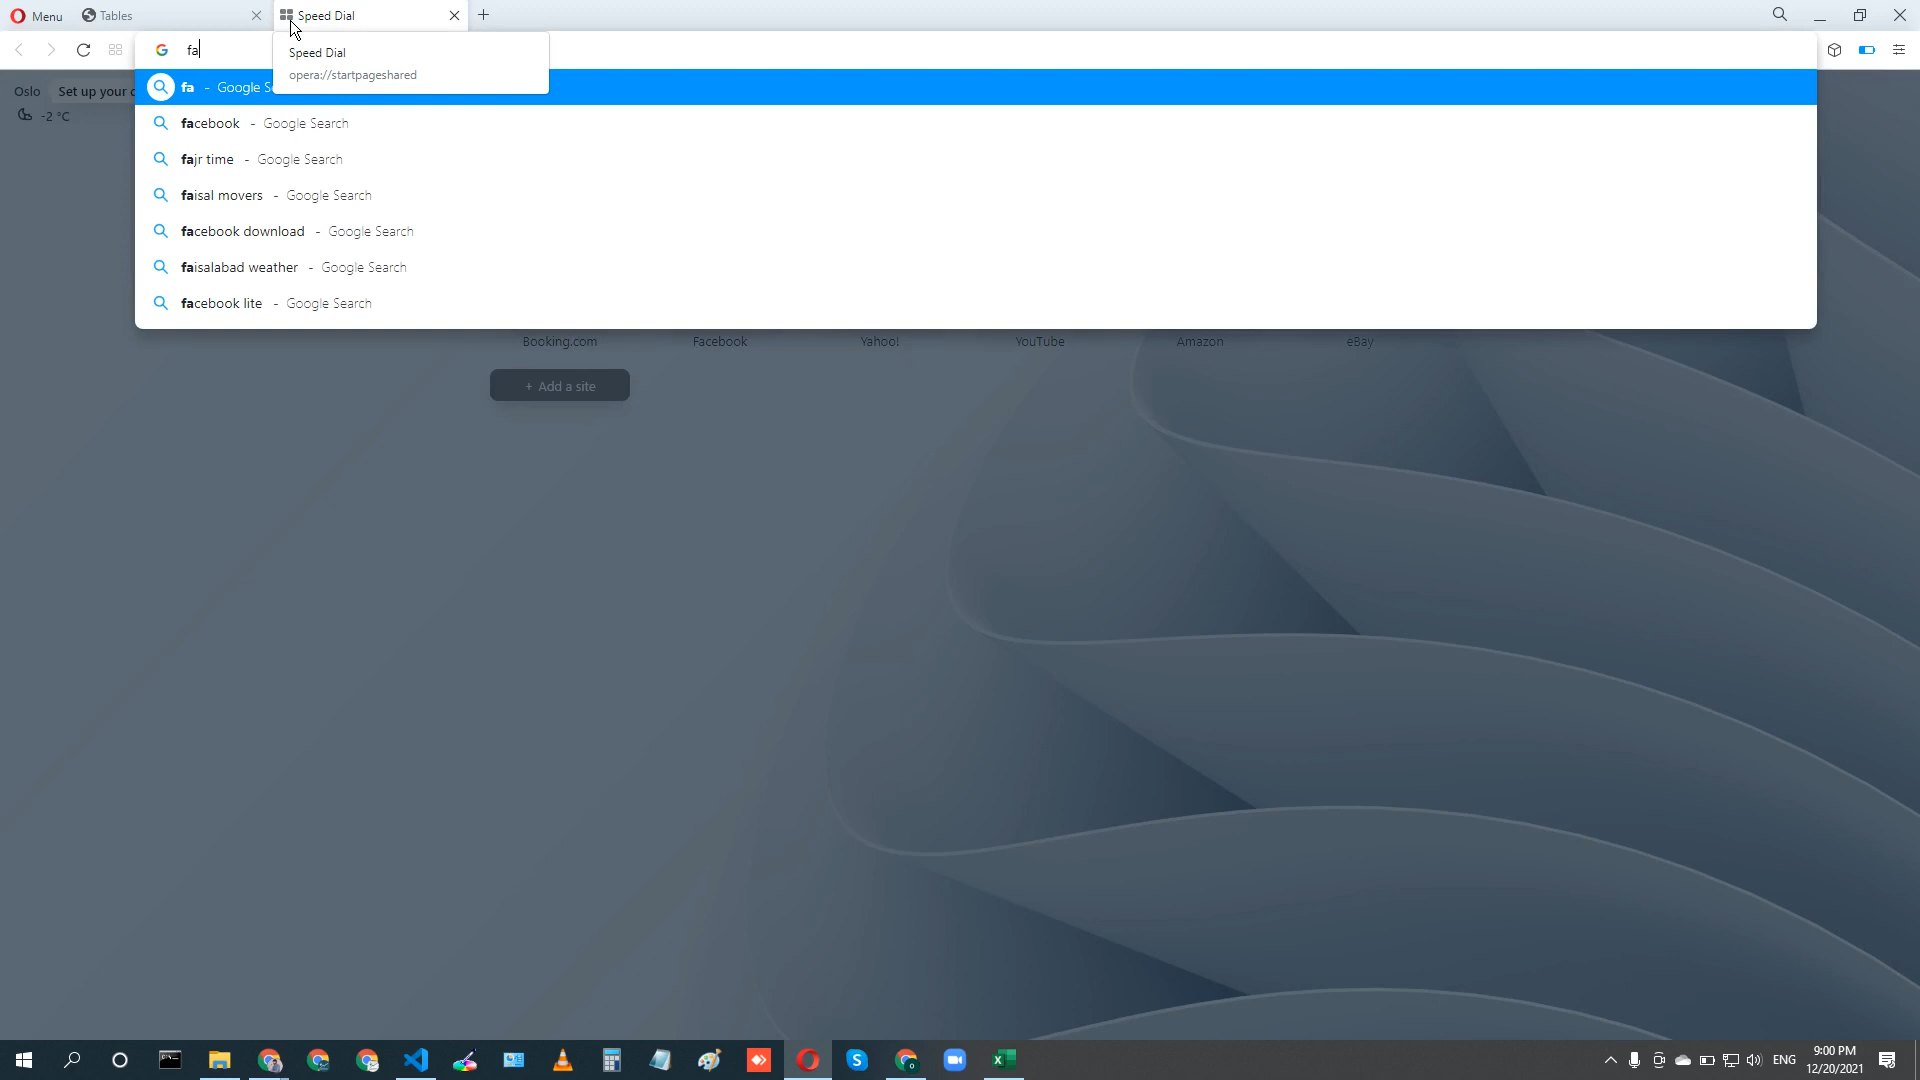 Menu
Tables
Speed Dial
fa
Speed Dial
opera://startpageshared
Oslo
Set up your
-2 °C
fa - Google
facebook - Google Search
fajr time - Google Search
faisal movers - Google Search
facebook download - Google Search
faisalabad weather - Google Search
facebook lite - Google Search
Booking.com
Facebook
Yahoo!
YouTube
Amazon
eBay
+ Add a site
ENG
9:00 PM
12/20/2021